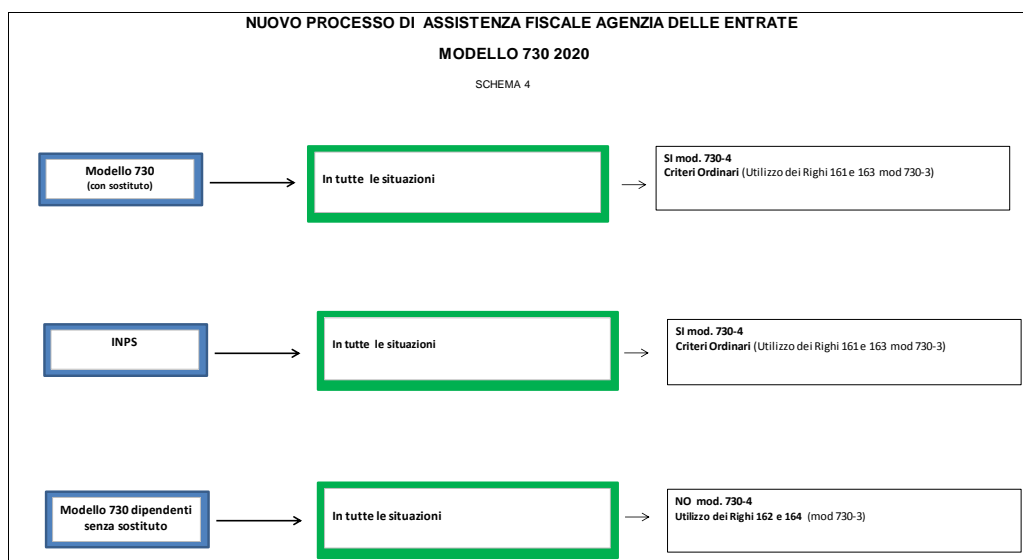 NUOVO PROCESSO DI ASSISTENZA FISCALE AGENZIA DELLE ENTRATE
MODELLO 730 2020
SCHEMA 4
Modello 730
(con sostituto)
In tutte le situazioni
SI mod. 730-4
Criteri Ordinari (Utilizzo dei Righi 161 e 163 mod 730-3)
INPS
In tutte le situazioni
SI mod. 730-4
Criteri Ordinari (Utilizzo dei Righi 161 e 163 mod 730-3)
Modello 730 dipendenti
senza sostituto
In tutte le situazioni
NO mod. 730-4
Utilizzo dei Righi 162 e 164 (mod 730-3)